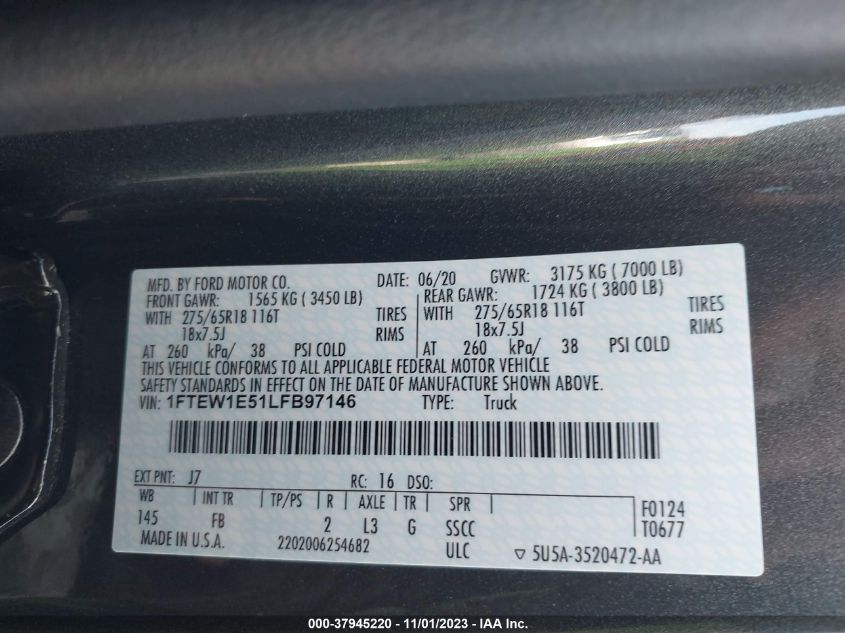 MFD. BY FORD MOTOR CO. DATE: 06/20 GVWR: 3175 KG ( 7000 LB)
FRONT GAWR: 1565 KG ( 3450 LB) REAR GAWR: 1724 KG ( 3800 LB)
WITH 275/65R18 116T TIRES WITH 275/65R18 116T TIRES
18x7.5J RIMS 18x7.5J RIMS
AT 260 kPa/ 38 PSI COLD AT 260 kPa/ 38 PSI COLD
THIS VEHICLE CONFORMS TO ALL APPLICABLE FEDERAL MOTOR VEHICLE
SAFETY STANDARDS IN EFFECT ON THE DATE OF MANUFACTURE SHOWN ABOVE.
VIN: 1FTEW1E51LFB97146 TYPE: Truck
EXT PNT: J7 RC: 16 DSO:
WB INT TR TP/PS R AXLE TR SPR F0124
145 FB 2 L3 G SSCC T0677
MADE IN U.S.A. 2202006254682 ULC ▽ 5U5A-3520472-AA
000-37945220 - 11/01/2023 - IAA Inc.